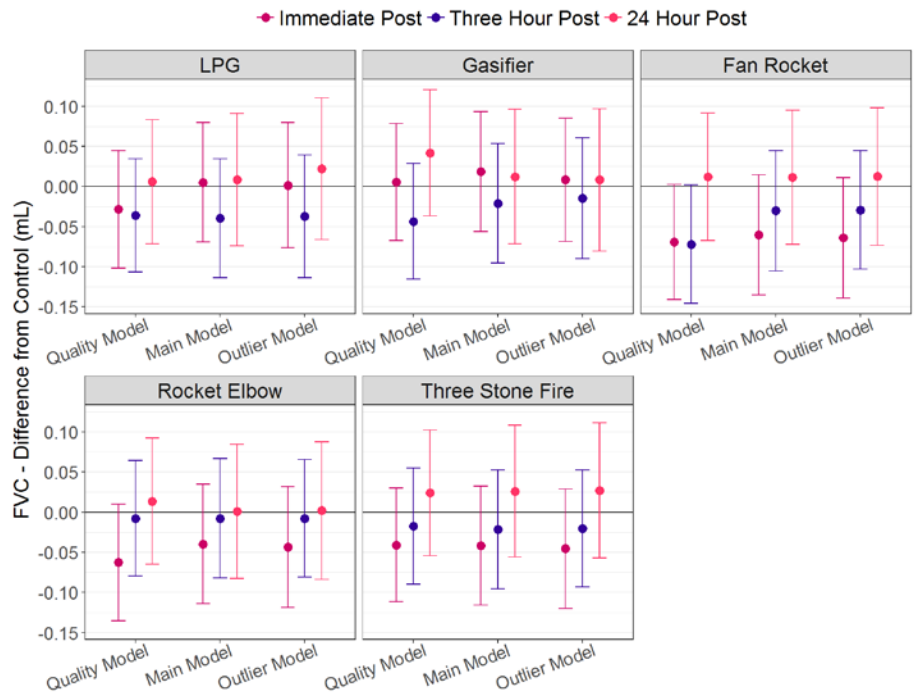 Immediate Post Three Hour Post 24 Hour Post
LPG Gasifier Fan Rocket
0.10
0.05
0.00
-0.05
-0.10
-0.15
Quality Model Main Model Outlier Model Quality Model Main Model Outlier Model Quality Model Main Model Outlier Model
FVC - Difference from Control (mL)
Rocket Elbow Three Stone Fire
0.10
0.05
0.00
-0.05
-0.10
-0.15
Quality Model Main Model Outlier Model Quality Model Main Model Outlier Model